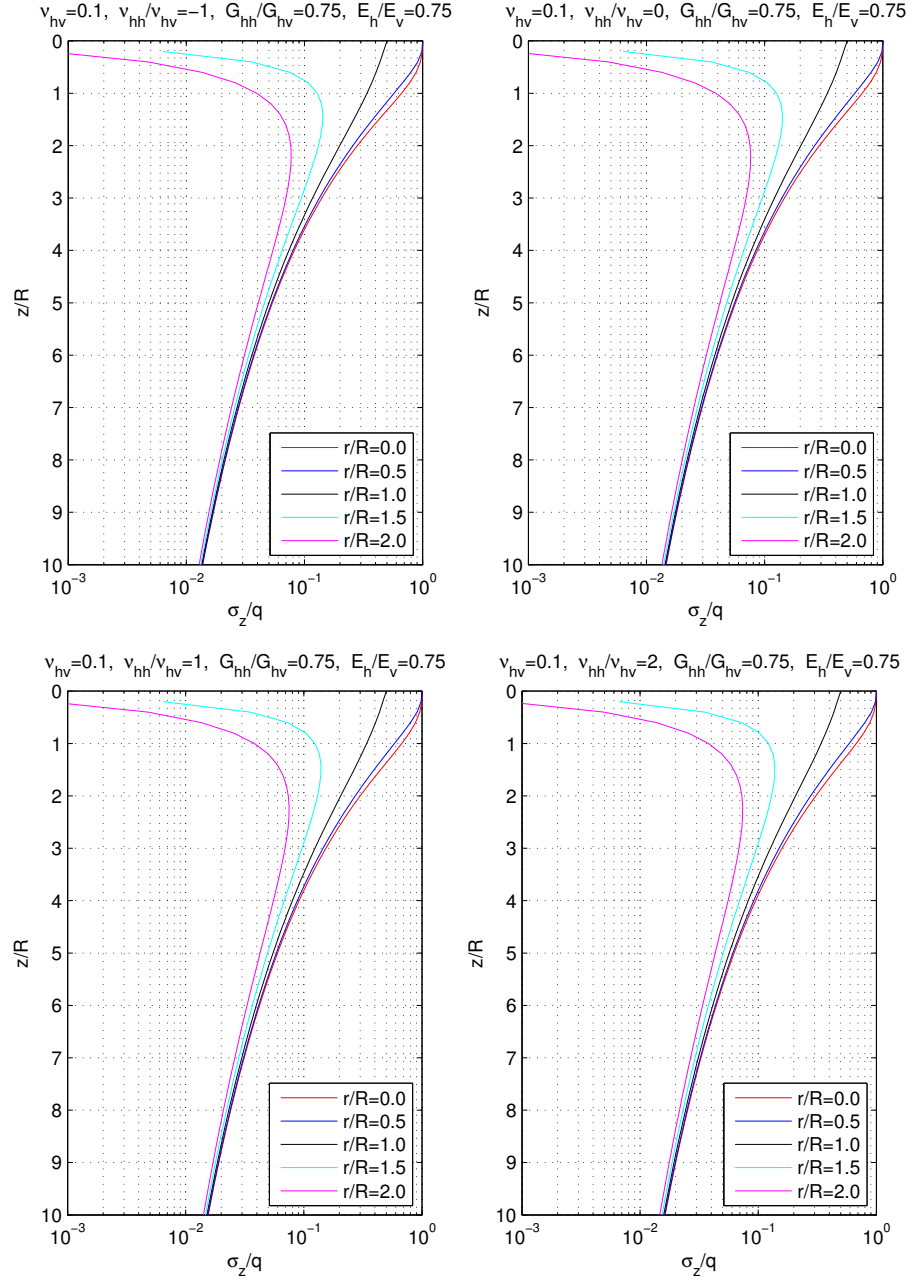 ν_hv=0.1, ν_hh/ν_hv=−1, G_hh/G_hv=0.75, E_h/E_v=0.75
0
1
2
3
4
5
6
7
8
9
10
z/R
r/R=0.0
r/R=0.5
r/R=1.0
r/R=1.5
r/R=2.0
10^−3 10^−2 10^−1 10^0
σ_z/q
ν_hv=0.1, ν_hh/ν_hv=0, G_hh/G_hv=0.75, E_h/E_v=0.75
0
1
2
3
4
5
6
7
8
9
10
z/R
r/R=0.0
r/R=0.5
r/R=1.0
r/R=1.5
r/R=2.0
10^−3 10^−2 10^−1 10^0
σ_z/q
ν_hv=0.1, ν_hh/ν_hv=1, G_hh/G_hv=0.75, E_h/E_v=0.75
0
1
2
3
4
5
6
7
8
9
10
z/R
r/R=0.0
r/R=0.5
r/R=1.0
r/R=1.5
r/R=2.0
10^−3 10^−2 10^−1 10^0
σ_z/q
ν_hv=0.1, ν_hh/ν_hv=2, G_hh/G_hv=0.75, E_h/E_v=0.75
0
1
2
3
4
5
6
7
8
9
10
z/R
r/R=0.0
r/R=0.5
r/R=1.0
r/R=1.5
r/R=2.0
10^−3 10^−2 10^−1 10^0
σ_z/q